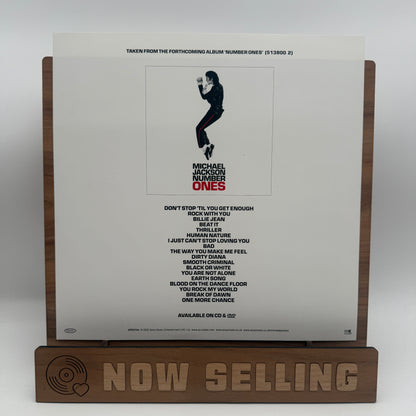 TAKEN FROM THE FORTHCOMING ALBUM 'NUMBER ONES' (513800 2)
MICHAEL
JACKSON
NUMBER
ONES
DON'T STOP 'TIL YOU GET ENOUGH
ROCK WITH YOU
BILLIE JEAN
BEAT IT
THRILLER
HUMAN NATURE
I JUST CAN'T STOP LOVING YOU
BAD
THE WAY YOU MAKE ME FEEL
DIRTY DIANA
SMOOTH CRIMINAL
BLACK OR WHITE
YOU ARE NOT ALONE
EARTH SONG
BLOOD ON THE DANCE FLOOR
YOU ROCK MY WORLD
BREAK OF DAWN
ONE MORE CHANCE
AVAILABLE ON CD & DVD
NOW SELLING